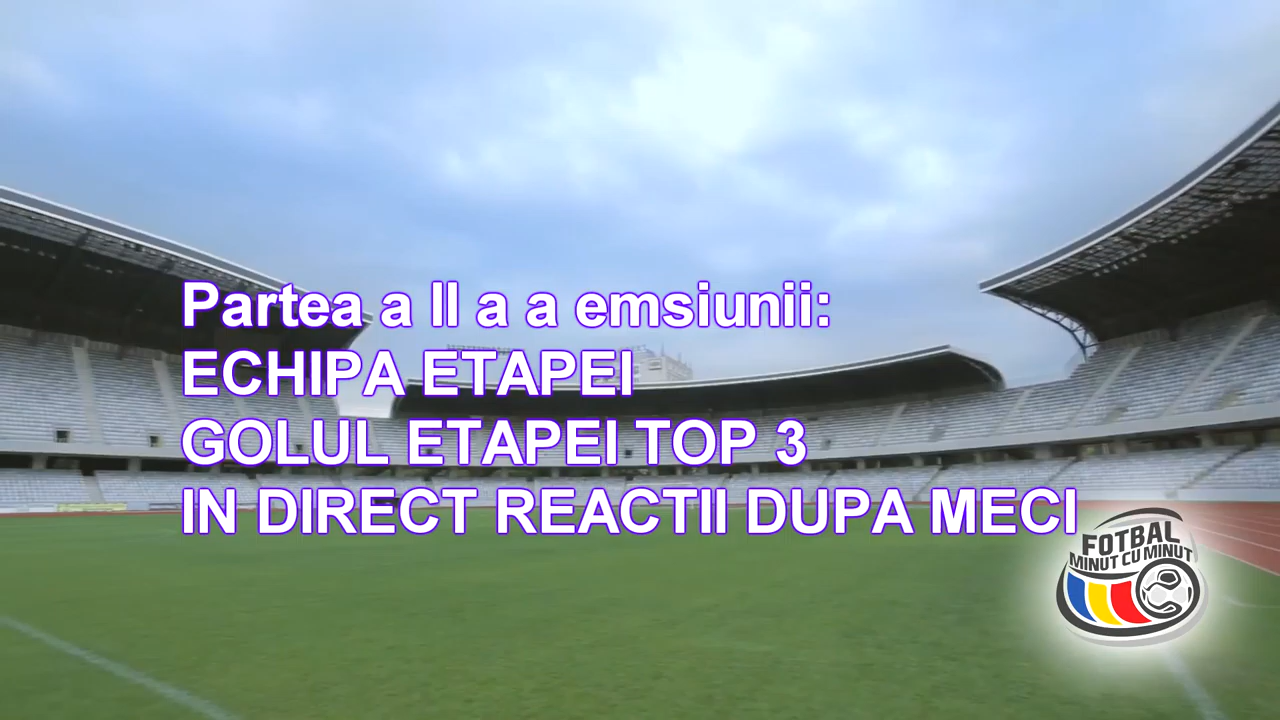 Partea a II a a emsiunii:
ECHIPA ETAPEI
GOLUL ETAPEI TOP 3
IN DIRECT REACTII DUPA MECI
FOTBAL
MINUT CU MINUT